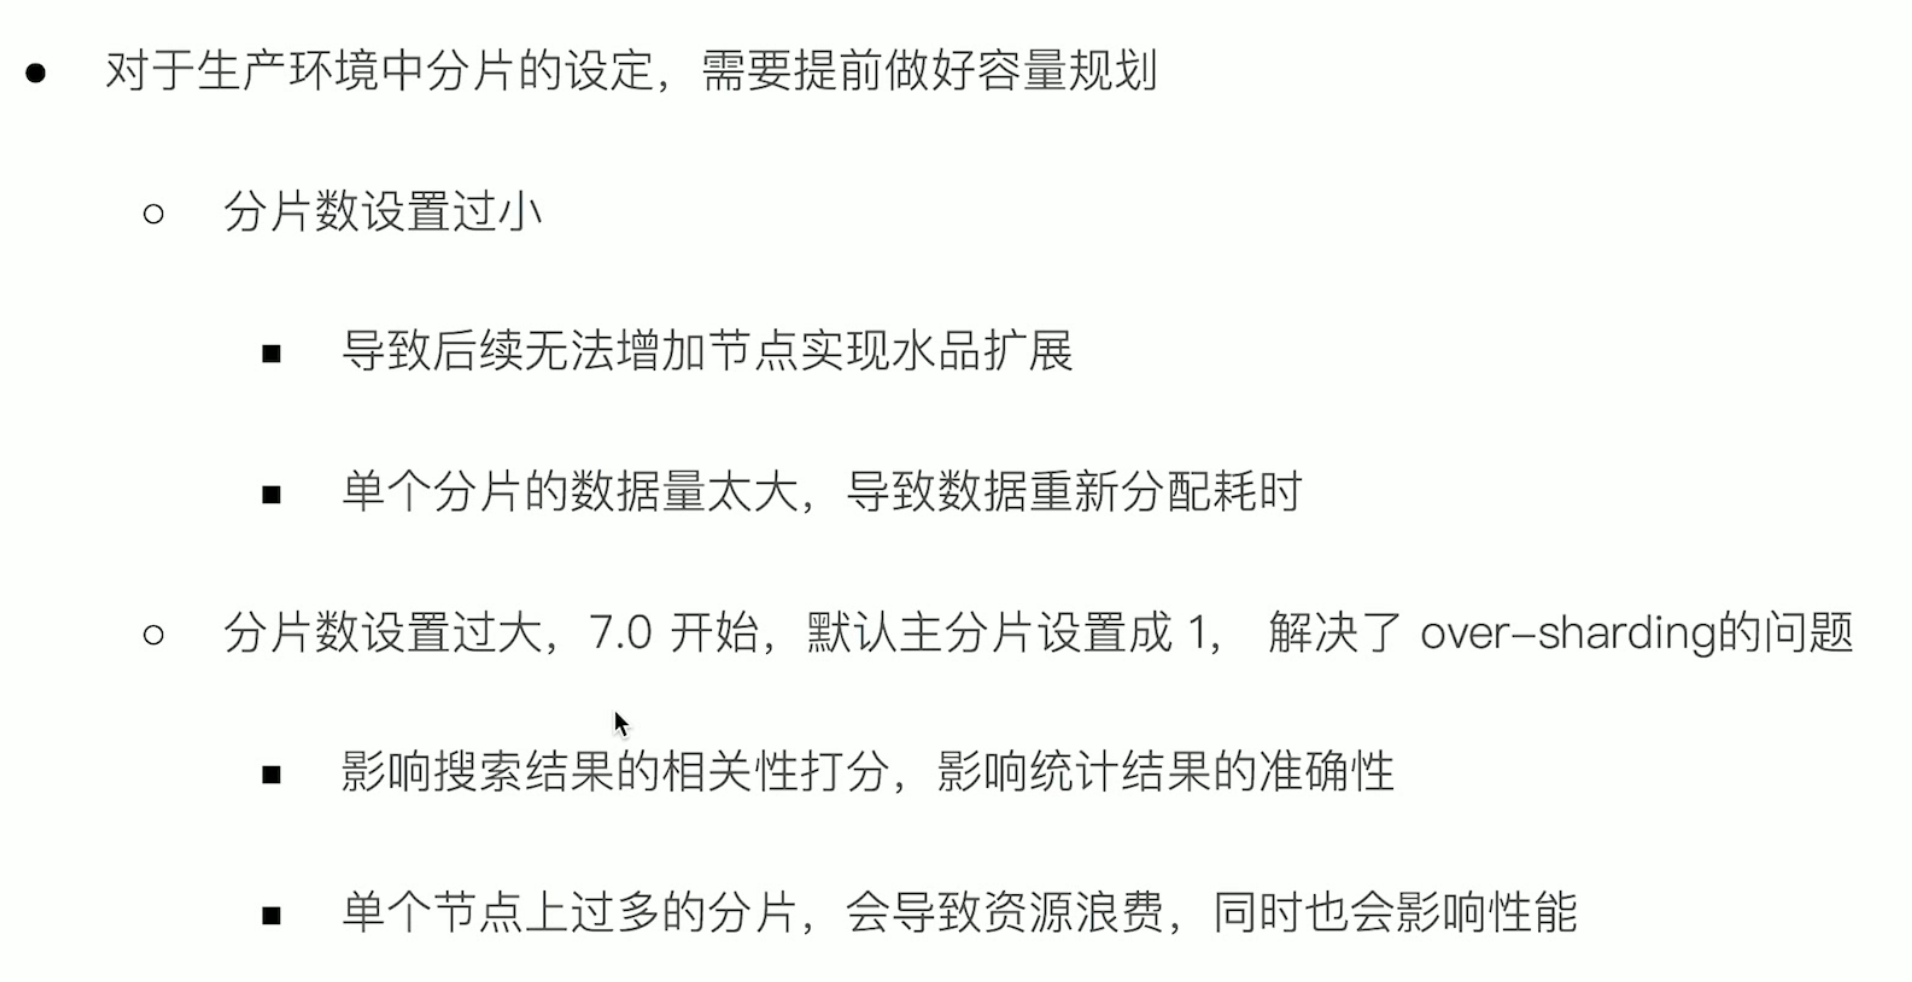 对于生产环境中分片的设定，需要提前做好容量规划
分片数设置过小
导致后续无法增加节点实现水品扩展
单个分片的数据量太大，导致数据重新分配耗时
分片数设置过大，7.0 开始，默认主分片设置成 1， 解决了 over-sharding的问题
影响搜索结果的相关性打分，影响统计结果的准确性
单个节点上过多的分片，会导致资源浪费，同时也会影响性能